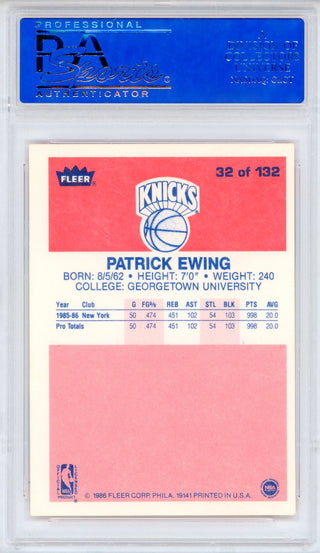 PROFESSIONAL
Sports
AUTHENTICATOR
A
DIVISION OF
COLLECTORS
UNIVERSE
NASDAQ: CLCT
FLEER
32 of 132
KNICKS
PATRICK EWING
BORN: 8/5/62 • HEIGHT: 7'0" • WEIGHT: 240
COLLEGE: GEORGETOWN UNIVERSITY
Year Club G FG% REB AST STL BLK PTS AVG
1985-86 New York 50 .474 451 102 54 103 998 20.0
Pro Totals 50 .474 451 102 54 103 998 20.0
© 1986 FLEER CORP. PHILA. 19141 PRINTED IN U.S.A.
NBA